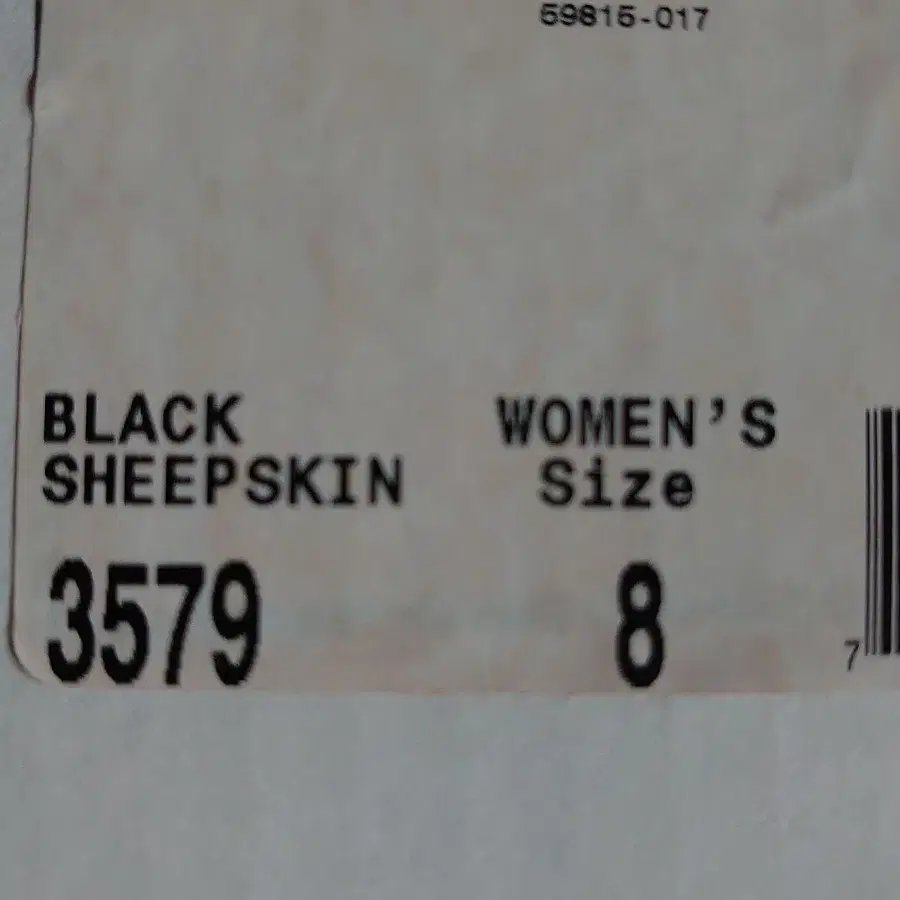 59815-017
BLACK
SHEEPSKIN
WOMEN'S
Size
3579
8
7